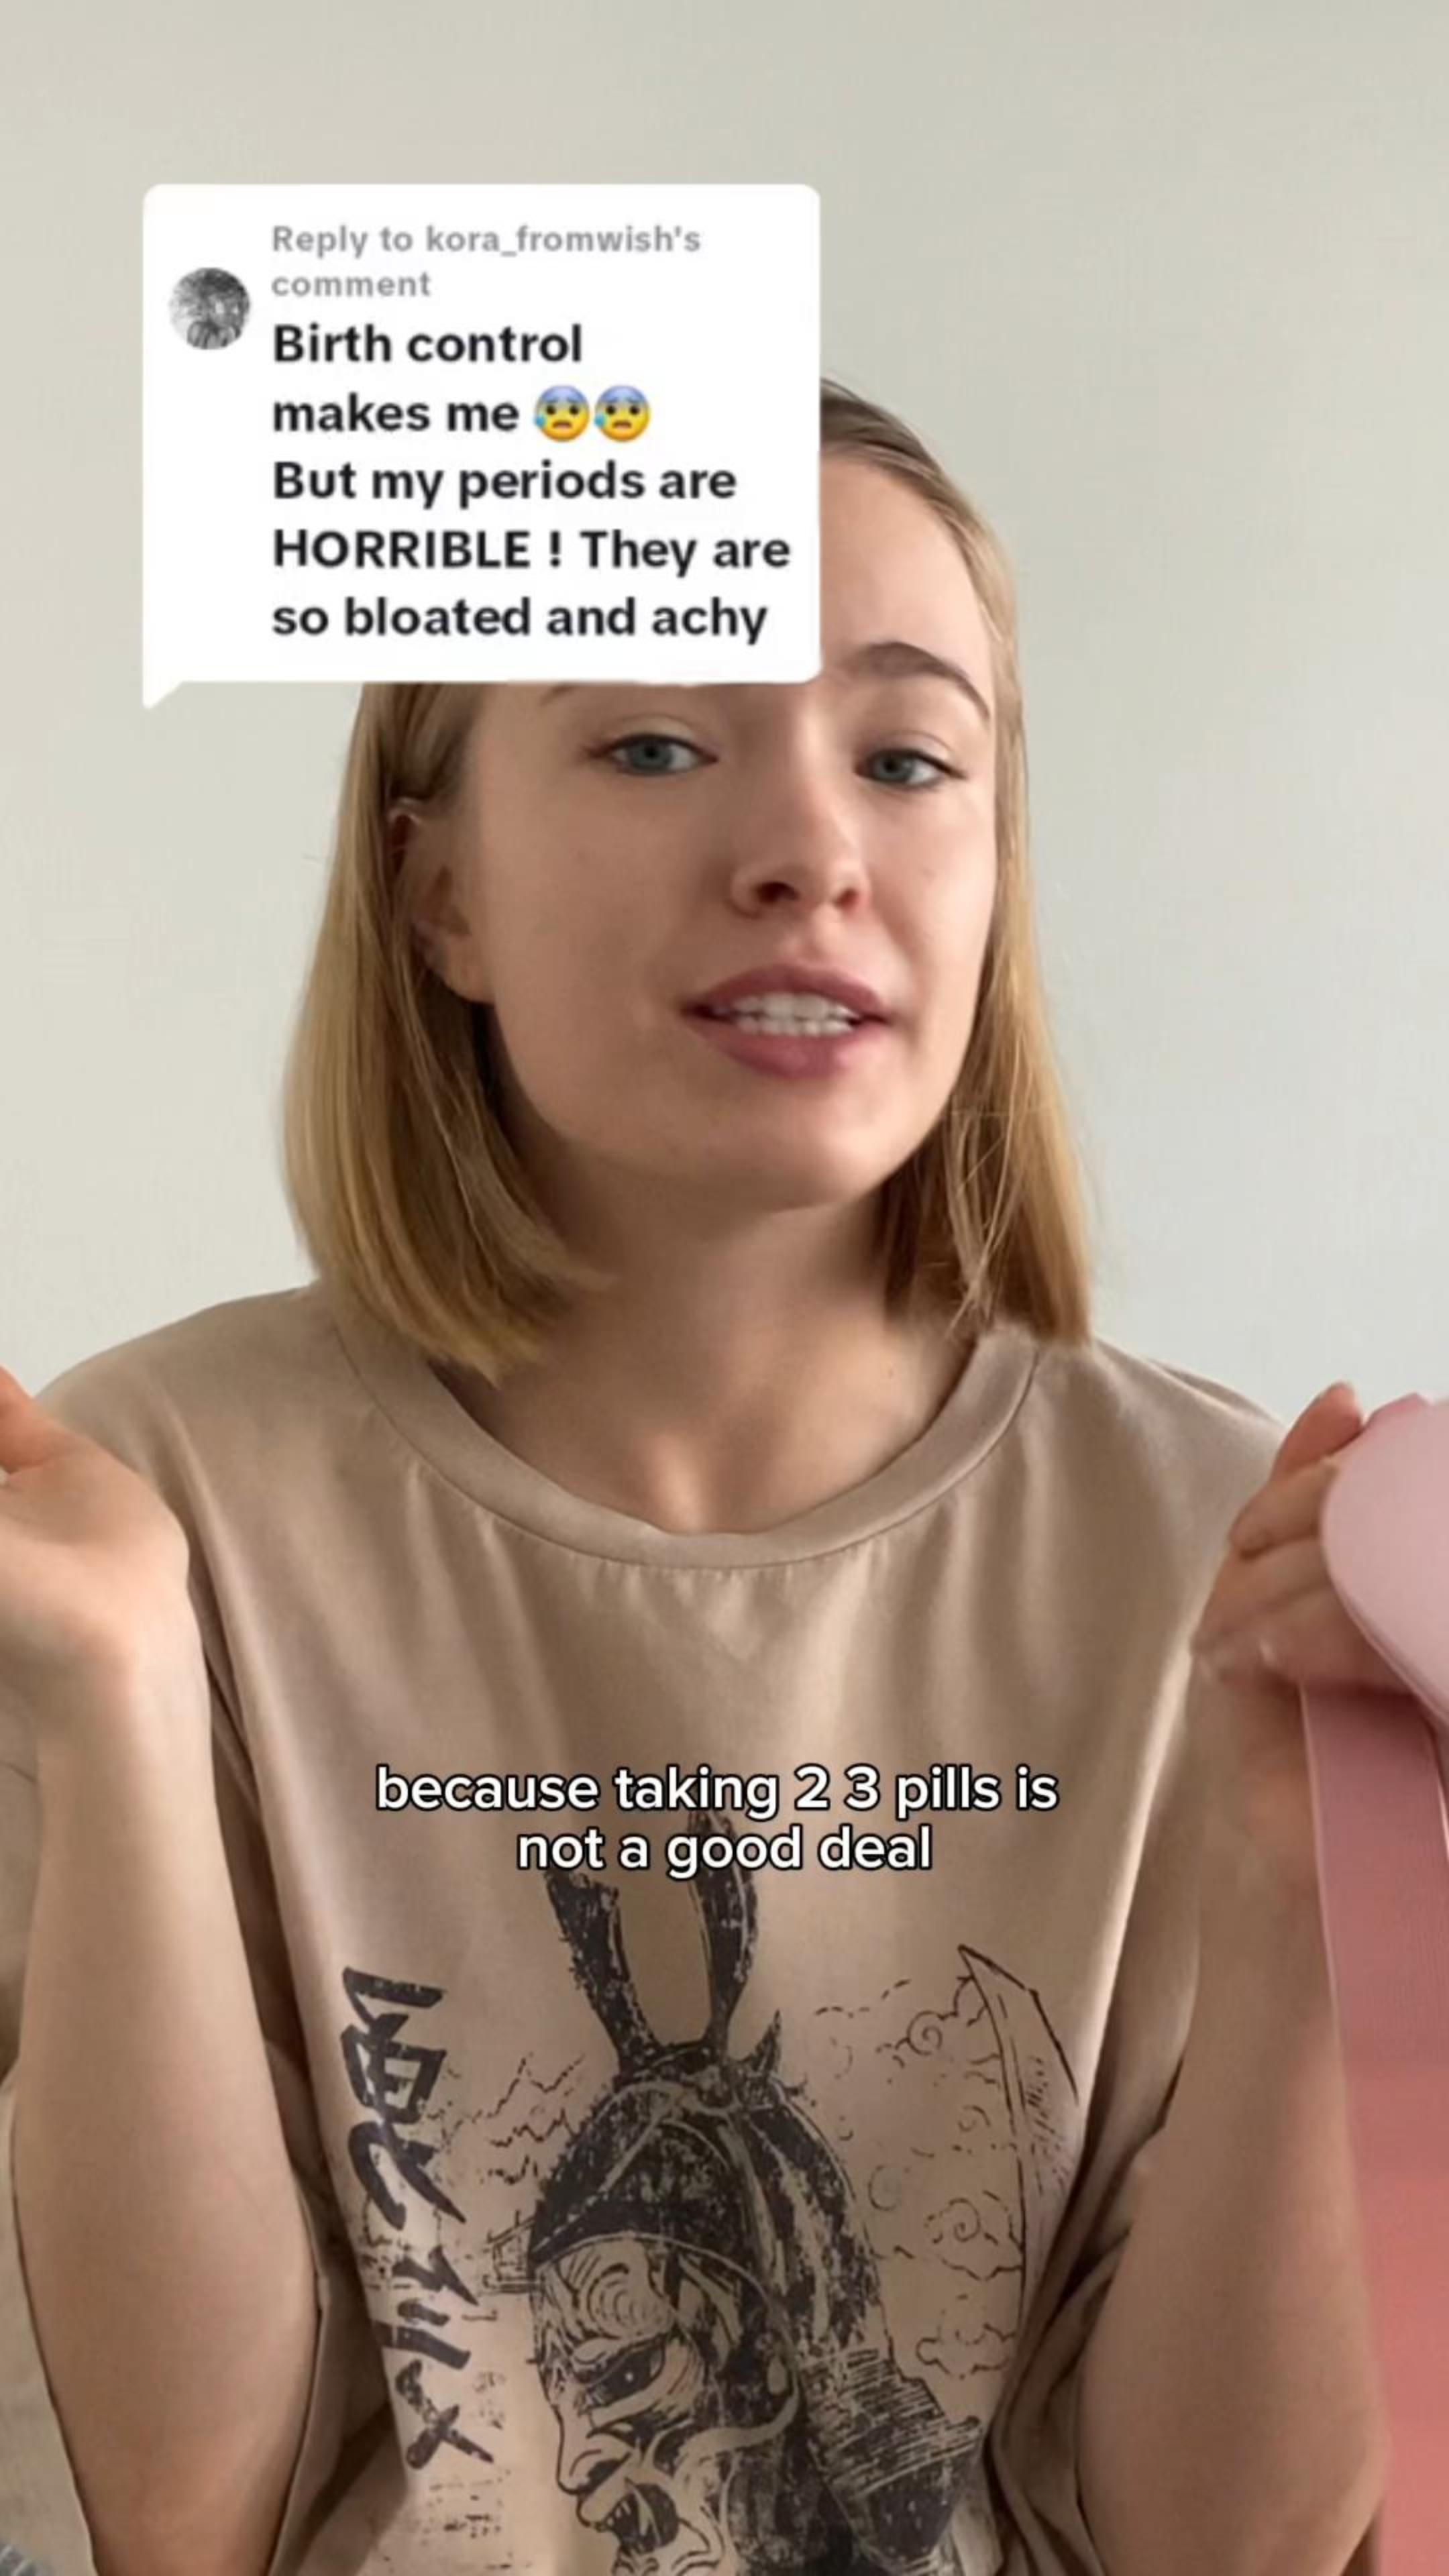 Reply to kora_fromwish's
comment
Birth control
makes me 😰😰
But my periods are
HORRIBLE ! They are
so bloated and achy
because taking 2 3 pills is
not a good deal